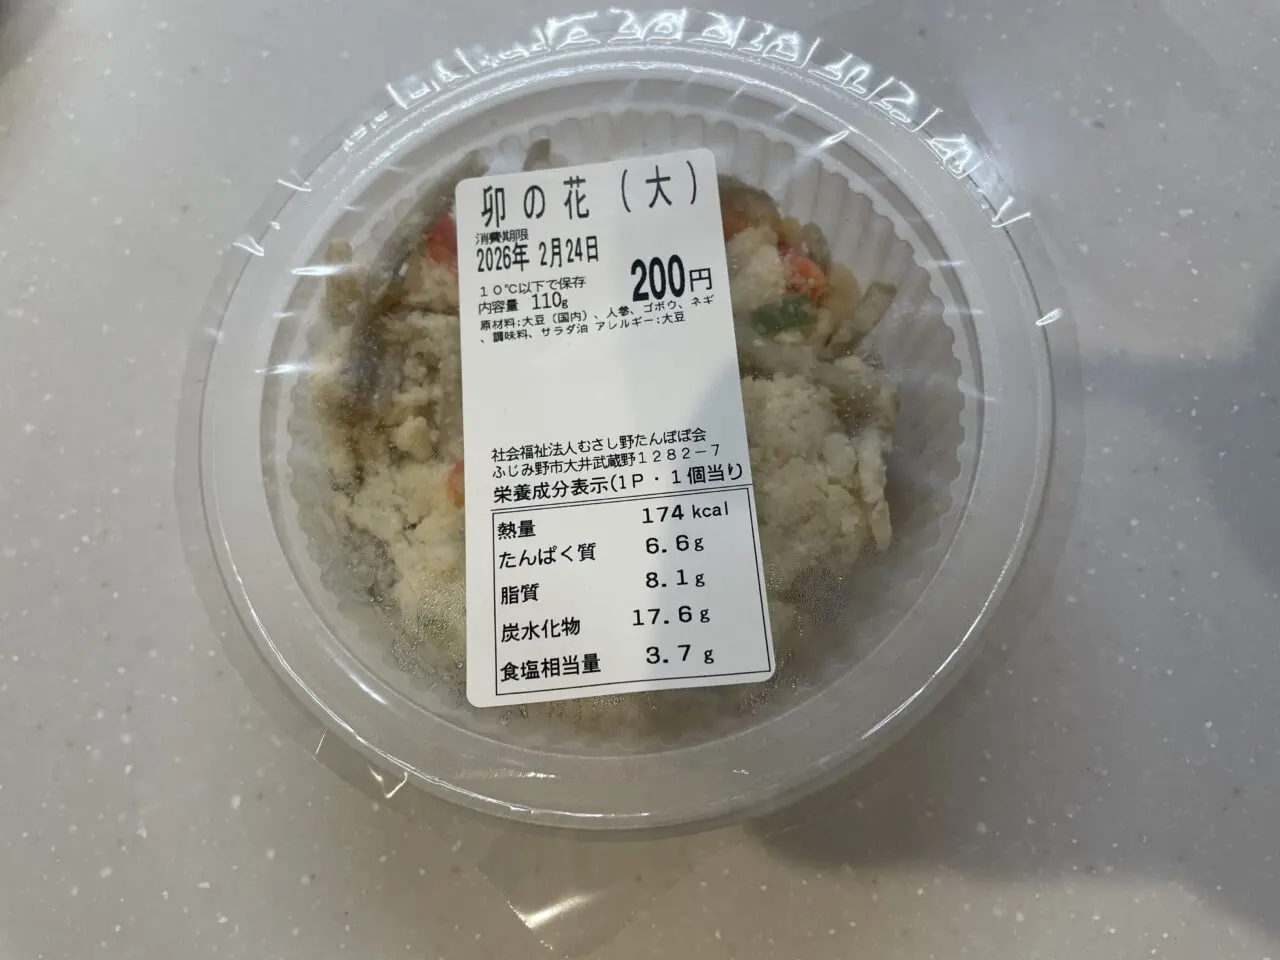 卯の花(大)
消費期限
2026年 2月24日
10℃以下で保存
200円
内容量 110g
原材料:大豆(国内)、人参、ゴボウ、ネギ
、調味料、サラダ油 アレルギー:大豆
社会福祉法人むさし野たんぽぽ会
ふじみ野市大井武蔵野1282-7
栄養成分表示(1P・1個当り
熱量 174 kcal
たんぱく質 6.6g
脂質 8.1g
炭水化物 17.6g
食塩相当量 3.7g